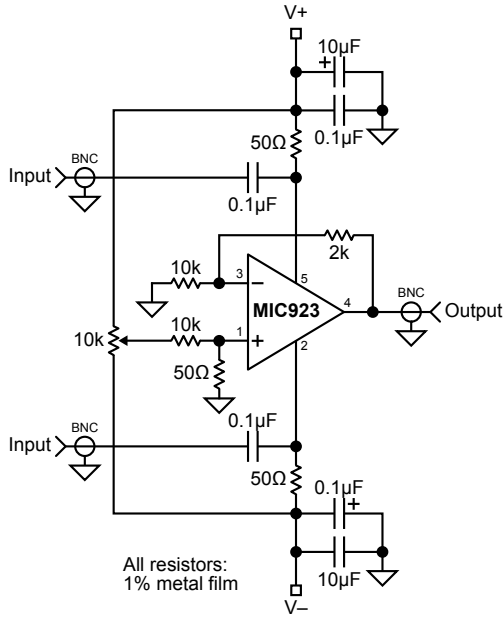 V+
10µF
+
0.1µF
50Ω
BNC
Input
0.1µF
2k
10k
3
–
5
MIC923
4
BNC
Output
10k
10k
1
+
2
50Ω
0.1µF
BNC
Input
50Ω
0.1µF
+
10µF
All resistors:
1% metal film
V–